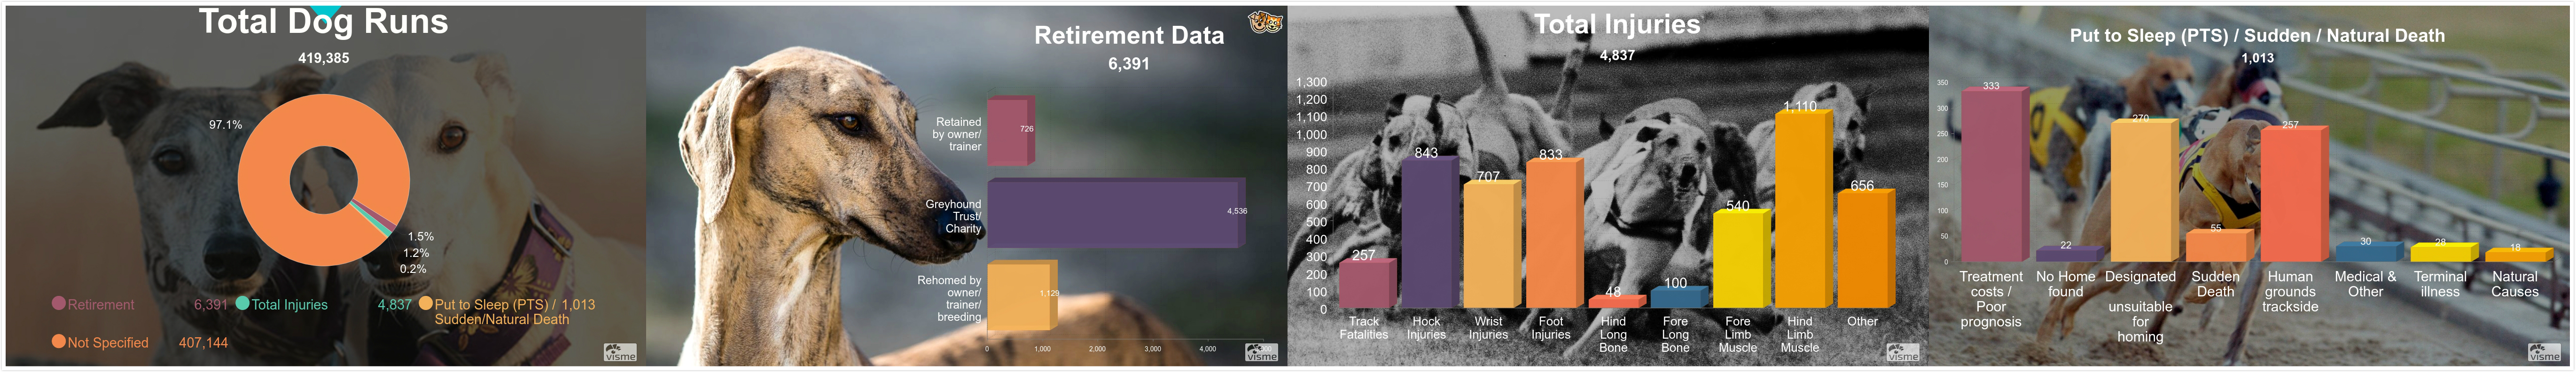 Total Dog Runs
419,385
97.1%
1.5%
1.2%
0.2%
Retirement 6,391
Total Injuries 4,837
Put to Sleep (PTS) / 1,013
Sudden/Natural Death
Not Specified 407,144
visme
Retirement Data
6,391
Retained
by owner/
trainer
726
Greyhound
Trust/
Charity
4,536
Rehomed by
owner/
trainer/
breeding
1,129
0 1,000 2,000 3,000 4,000
visme
Total Injuries
4,837
1,300
1,200
1,100
1,000
900
800
700
600
500
400
300
200
100
0
257
843
707
833
48
100
540
1,110
656
Track
Fatalities
Hock
Injuries
Wrist
Injuries
Foot
Injuries
Hind
Long
Bone
Fore
Long
Bone
Fore
Limb
Muscle
Hind
Limb
Muscle
Other
visme
Put to Sleep (PTS) / Sudden / Natural Death
1,013
350
300
250
200
150
100
50
0
333
22
270
55
257
30
28
18
Treatment
costs /
Poor
prognosis
No Home
found
Designated
unsuitable
for
homing
Sudden
Death
Human
grounds
trackside
Medical &
Other
Terminal
illness
Natural
Causes
visme